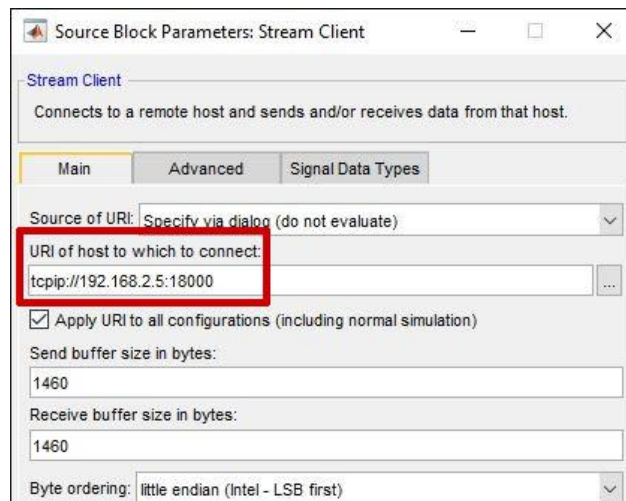 Source Block Parameters: Stream Client
Stream Client
Connects to a remote host and sends and/or receives data from that host.
Main Advanced Signal Data Types
Source of URI: Specify via dialog (do not evaluate)
URI of host to which to connect:
tcpip://192.168.2.5:18000 ...
Apply URI to all configurations (including normal simulation)
Send buffer size in bytes:
1460
Receive buffer size in bytes:
1460
Byte ordering: little endian (Intel - LSB first)